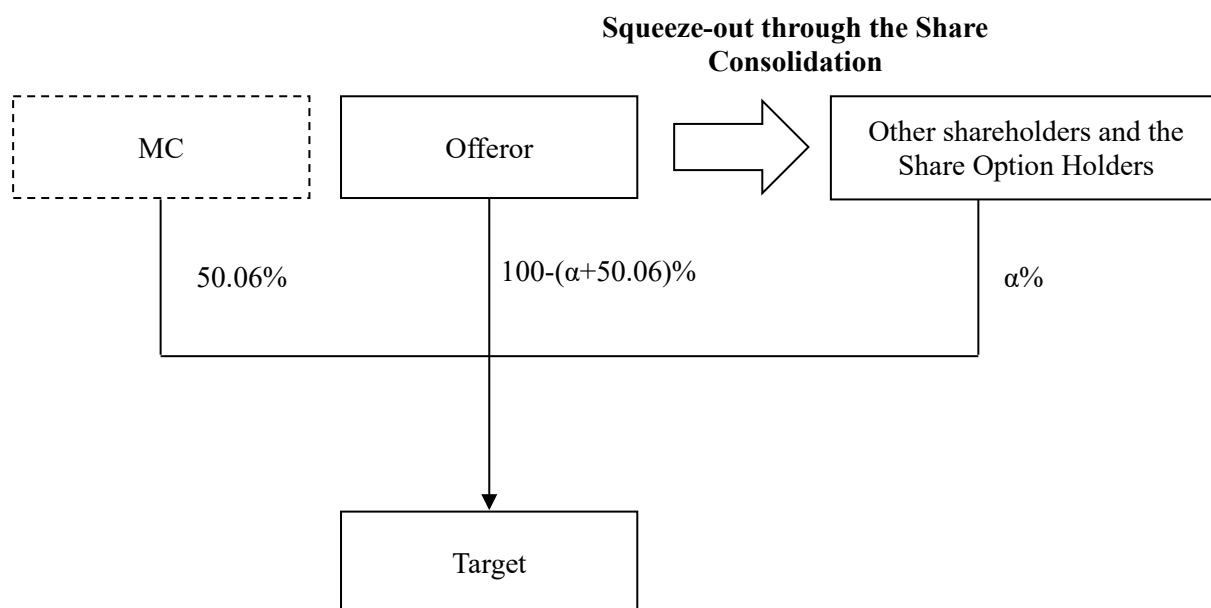 Squeeze-out through the Share
Consolidation
MC
Offeror
Other shareholders and the
Share Option Holders
50.06%
100-(α+50.06)%
α%
Target